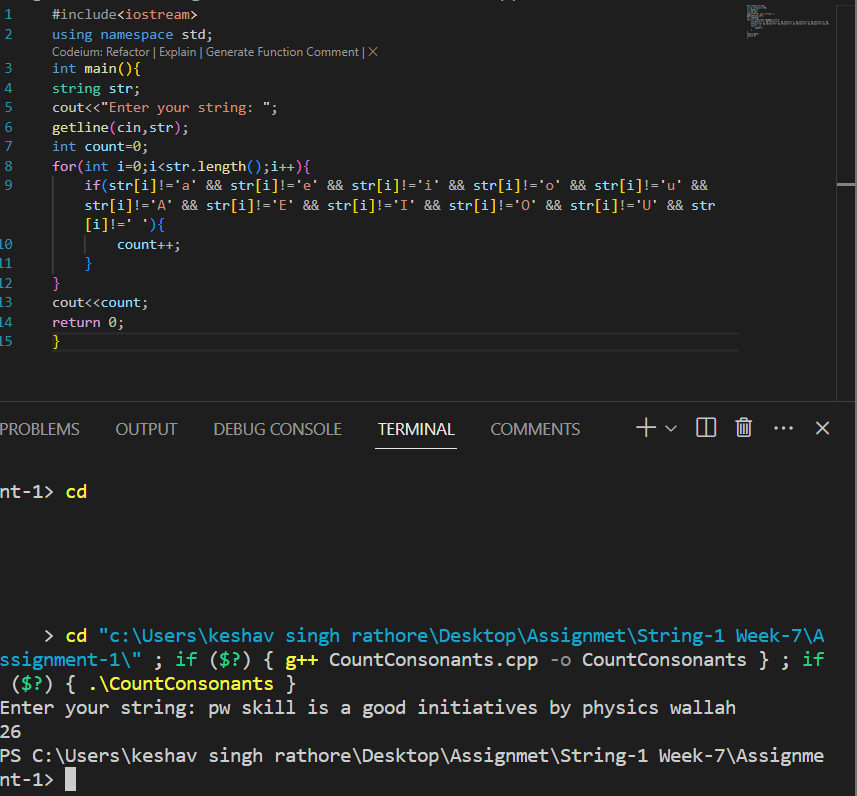 1 #include<iostream>
2 using namespace std;
Codeium: Refactor | Explain | Generate Function Comment | X
3 int main(){
4 string str;
5 cout<<"Enter your string: ";
6 getline(cin,str);
7 int count=0;
8 for(int i=0;i<str.length();i++){
9 if(str[i]!='a' && str[i]!='e' && str[i]!='i' && str[i]!='o' && str[i]!='u' &&
str[i]!='A' && str[i]!='E' && str[i]!='I' && str[i]!='O' && str[i]!='U' && str
[i]!=' '){
10 count++;
11 }
12 }
13 cout<<count;
14 return 0;
15 }
PROBLEMS OUTPUT DEBUG CONSOLE TERMINAL COMMENTS
nt-1> cd
> cd "c:\Users\keshav singh rathore\Desktop\Assignmet\String-1 Week-7\A
ssignment-1\" ; if ($?) { g++ CountConsonants.cpp -o CountConsonants } ; if
($?) { .\CountConsonants }
Enter your string: pw skill is a good initiatives by physics wallah
26
PS C:\Users\keshav singh rathore\Desktop\Assignmet\String-1 Week-7\Assignme
nt-1>